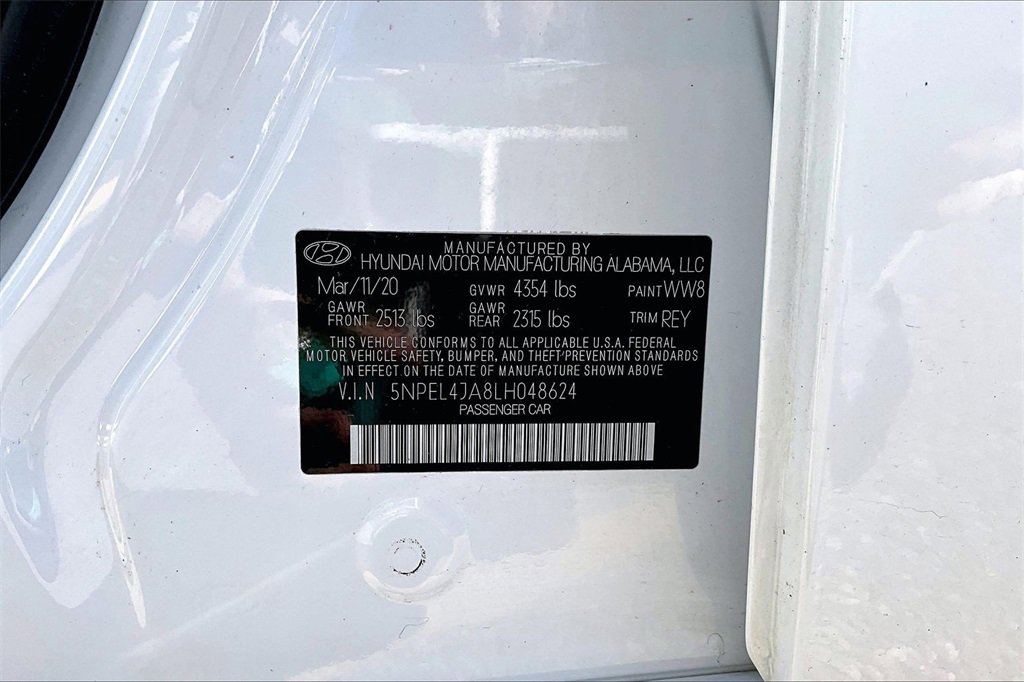 MANUFACTURED BY
HYUNDAI MOTOR MANUFACTURING ALABAMA, LLC
Mar/11/20 GVWR 4354 lbs PAINT WW8
GAWR FRONT 2513 lbs GAWR REAR 2315 lbs TRIM REY
THIS VEHICLE CONFORMS TO ALL APPLICABLE U.S.A. FEDERAL
MOTOR VEHICLE SAFETY, BUMPER, AND THEFT PREVENTION STANDARDS
IN EFFECT ON THE DATE OF MANUFACTURE SHOWN ABOVE
V.I.N 5NPEL4JA8LH048624
PASSENGER CAR